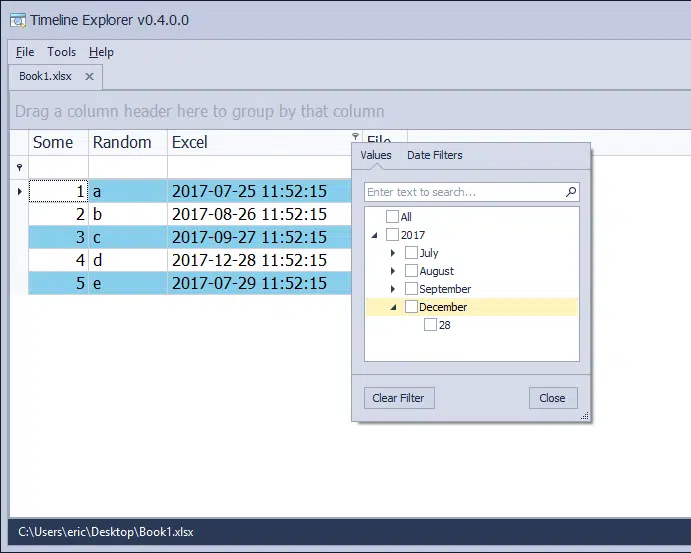 Timeline Explorer v0.4.0.0
File Tools Help
Book1.xlsx
Drag a column header here to group by that column
Some Random Excel File
1 a 2017-07-25 11:52:15
2 b 2017-08-26 11:52:15
3 c 2017-09-27 11:52:15
4 d 2017-12-28 11:52:15
5 e 2017-07-29 11:52:15
Values Date Filters
Enter text to search...
All
2017
July
August
September
December
28
Clear Filter Close
C:\Users\eric\Desktop\Book1.xlsx